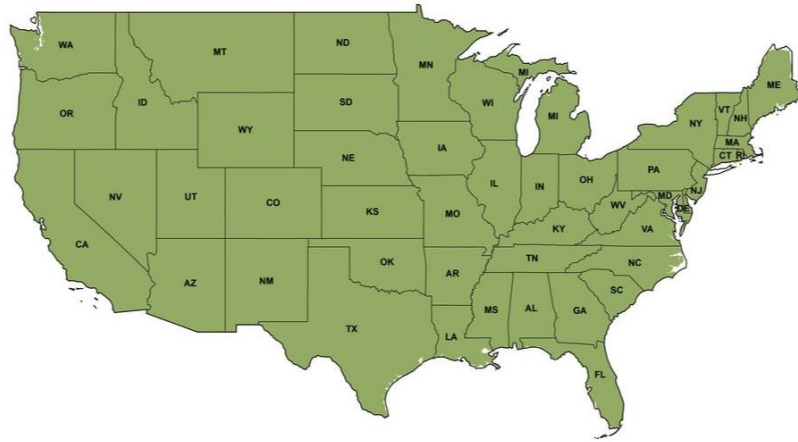 WA
MT
ND
MN
MI
ME
VT
NH
OR
ID
SD
WI
MI
NY
WY
MA
CT
RI
IA
NE
PA
NV
UT
CO
IL
IN
OH
NJ
MD
DE
WV
KS
MO
KY
VA
CA
TN
NC
OK
AR
AZ
NM
SC
MS
AL
GA
TX
LA
FL